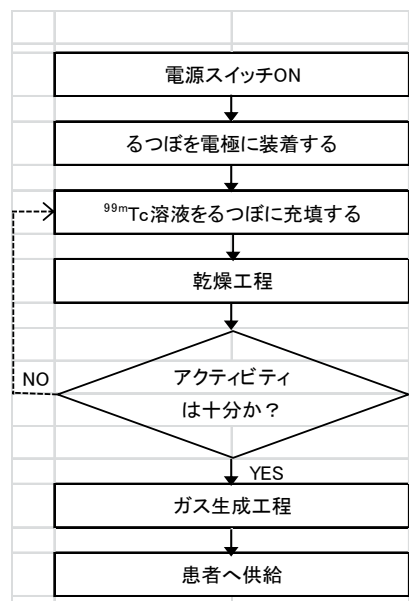 電源スイッチON
るつぼを電極に装着する
⁹⁹ᵐTc溶液をるつぼに充填する
乾燥工程
アクティビティ
は十分か？
NO
YES
ガス生成工程
患者へ供給